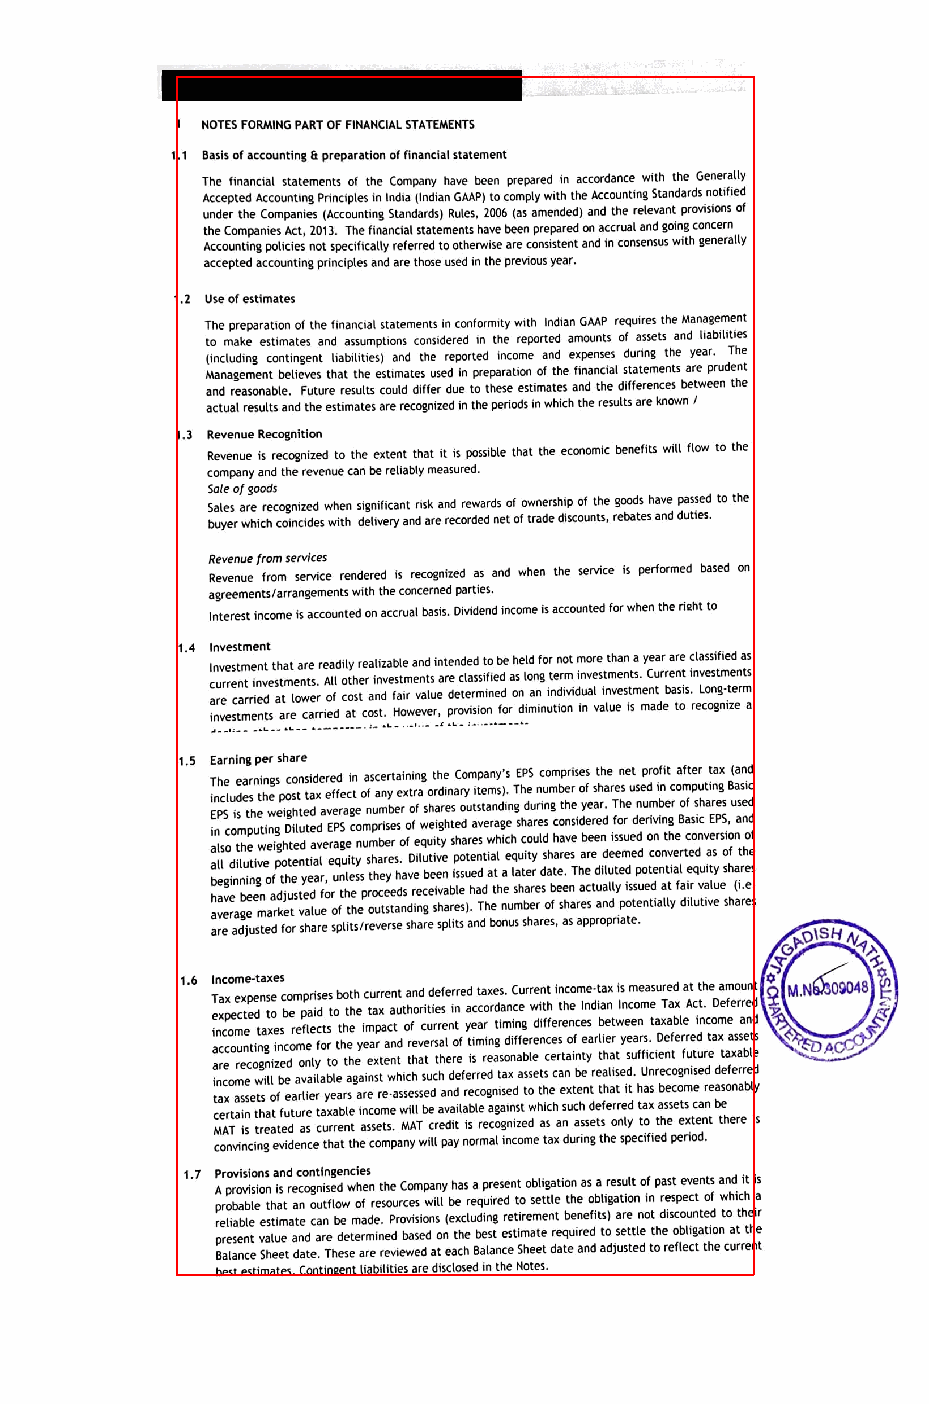 1 NOTES FORMING PART OF FINANCIAL STATEMENTS
1.1 Basis of accounting & preparation of financial statement
The financial statements of the Company have been prepared in accordance with the Generally
Accepted Accounting Principles in India (Indian GAAP) to comply with the Accounting Standards notified
under the Companies (Accounting Standards) Rules, 2006 (as amended) and the relevant provisions of
the Companies Act, 2013. The financial statements have been prepared on accrual and going concern
Accounting policies not specifically referred to otherwise are consistent and in consensus with generally
accepted accounting principles and are those used in the previous year.
1.2 Use of estimates
The preparation of the financial statements in conformity with Indian GAAP requires the Management
to make estimates and assumptions considered in the reported amounts of assets and liabilities
(including contingent liabilities) and the reported income and expenses during the year. The
Management believes that the estimates used in preparation of the financial statements are prudent
and reasonable. Future results could differ due to these estimates and the differences between the
actual results and the estimates are recognized in the periods in which the results are known /
1.3 Revenue Recognition
Revenue is recognized to the extent that it is possible that the economic benefits will flow to the
company and the revenue can be reliably measured.
Sale of goods
Sales are recognized when significant risk and rewards of ownership of the goods have passed to the
buyer which coincides with delivery and are recorded net of trade discounts, rebates and duties.
Revenue from services
Revenue from service rendered is recognized as and when the service is performed based on
agreements/arrangements with the concerned parties.
Interest income is accounted on accrual basis. Dividend income is accounted for when the right to
1.4 Investment
Investment that are readily realizable and intended to be held for not more than a year are classified as
current investments. All other investments are classified as long term investments. Current investments
are carried at lower of cost and fair value determined on an individual investment basis. Long-term
investments are carried at cost. However, provision for diminution in value is made to recognize a
1.5 Earning per share
The earnings considered in ascertaining the Company's EPS comprises the net profit after tax (and
includes the post tax effect of any extra ordinary items). The number of shares used in computing Basic
EPS is the weighted average number of shares outstanding during the year. The number of shares used
in computing Diluted EPS comprises of weighted average shares considered for deriving Basic EPS, and
also the weighted average number of equity shares which could have been issued on the conversion of
all dilutive potential equity shares. Dilutive potential equity shares are deemed converted as of the
beginning of the year, unless they have been issued at a later date. The diluted potential equity shares
have been adjusted for the proceeds receivable had the shares been actually issued at fair value (i.e
average market value of the outstanding shares). The number of shares and potentially dilutive shares
are adjusted for share splits/reverse share splits and bonus shares, as appropriate.
JAGADISH NATH
M.No309048
CHARTERED ACCOUNTANTS
1.6 Income-taxes
Tax expense comprises both current and deferred taxes. Current income-tax is measured at the amount
expected to be paid to the tax authorities in accordance with the Indian Income Tax Act. Deferred
income taxes reflects the impact of current year timing differences between taxable income and
accounting income for the year and reversal of timing differences of earlier years. Deferred tax assets
are recognized only to the extent that there is reasonable certainty that sufficient future taxable
income will be available against which such deferred tax assets can be realised. Unrecognised deferred
tax assets of earlier years are re-assessed and recognised to the extent that it has become reasonably
certain that future taxable income will be available against which such deferred tax assets can be
MAT is treated as current assets. MAT credit is recognized as an assets only to the extent there is
convincing evidence that the company will pay normal income tax during the specified period.
1.7 Provisions and contingencies
A provision is recognised when the Company has a present obligation as a result of past events and it is
probable that an outflow of resources will be required to settle the obligation in respect of which a
reliable estimate can be made. Provisions (excluding retirement benefits) are not discounted to their
present value and are determined based on the best estimate required to settle the obligation at the
Balance Sheet date. These are reviewed at each Balance Sheet date and adjusted to reflect the current
best estimates. Contingent liabilities are disclosed in the Notes.